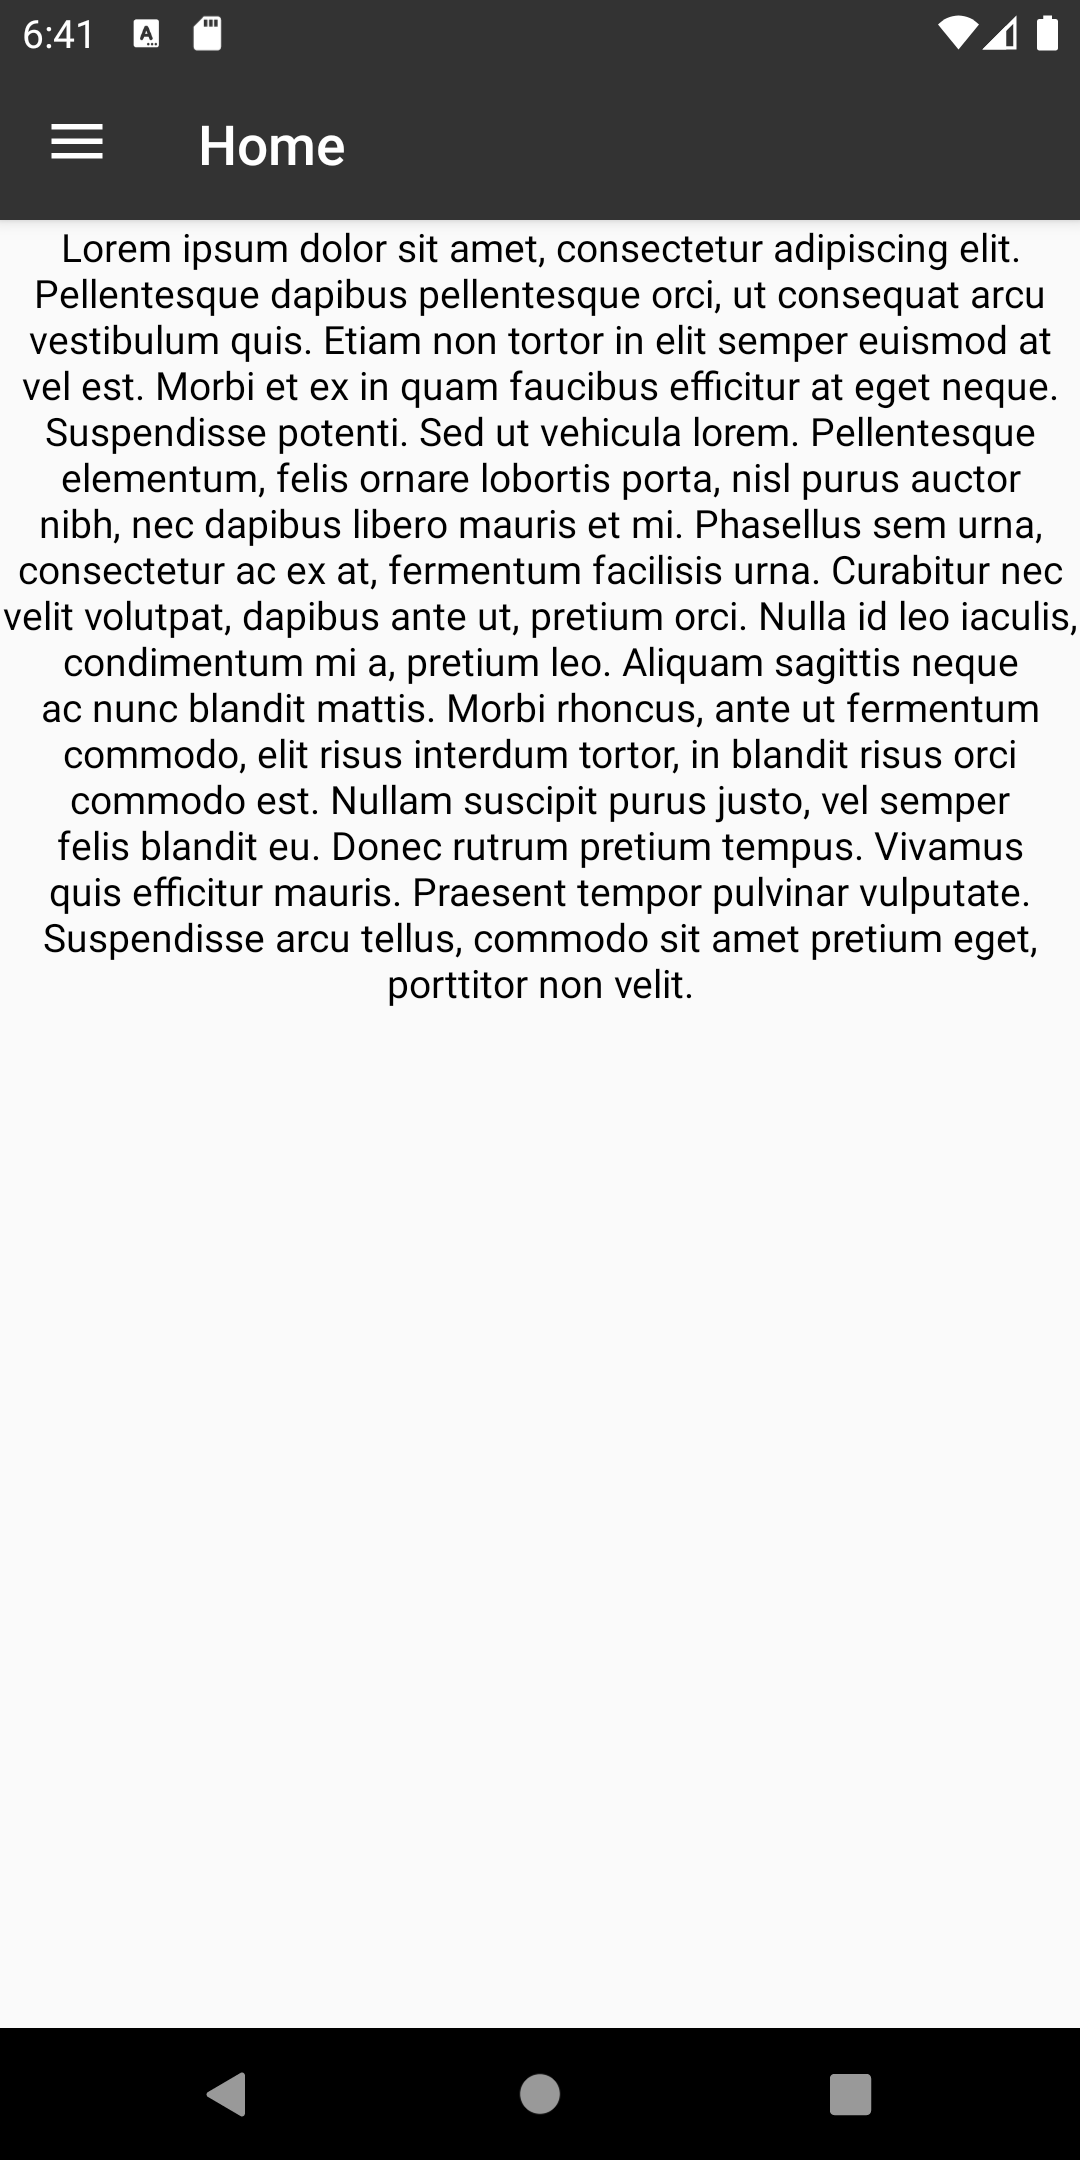 6:41
Home
Lorem ipsum dolor sit amet, consectetur adipiscing elit.
Pellentesque dapibus pellentesque orci, ut consequat arcu
vestibulum quis. Etiam non tortor in elit semper euismod at
vel est. Morbi et ex in quam faucibus efficitur at eget neque.
Suspendisse potenti. Sed ut vehicula lorem. Pellentesque
elementum, felis ornare lobortis porta, nisl purus auctor
nibh, nec dapibus libero mauris et mi. Phasellus sem urna,
consectetur ac ex at, fermentum facilisis urna. Curabitur nec
velit volutpat, dapibus ante ut, pretium orci. Nulla id leo iaculis,
condimentum mi a, pretium leo. Aliquam sagittis neque
ac nunc blandit mattis. Morbi rhoncus, ante ut fermentum
commodo, elit risus interdum tortor, in blandit risus orci
commodo est. Nullam suscipit purus justo, vel semper
felis blandit eu. Donec rutrum pretium tempus. Vivamus
quis efficitur mauris. Praesent tempor pulvinar vulputate.
Suspendisse arcu tellus, commodo sit amet pretium eget,
porttitor non velit.